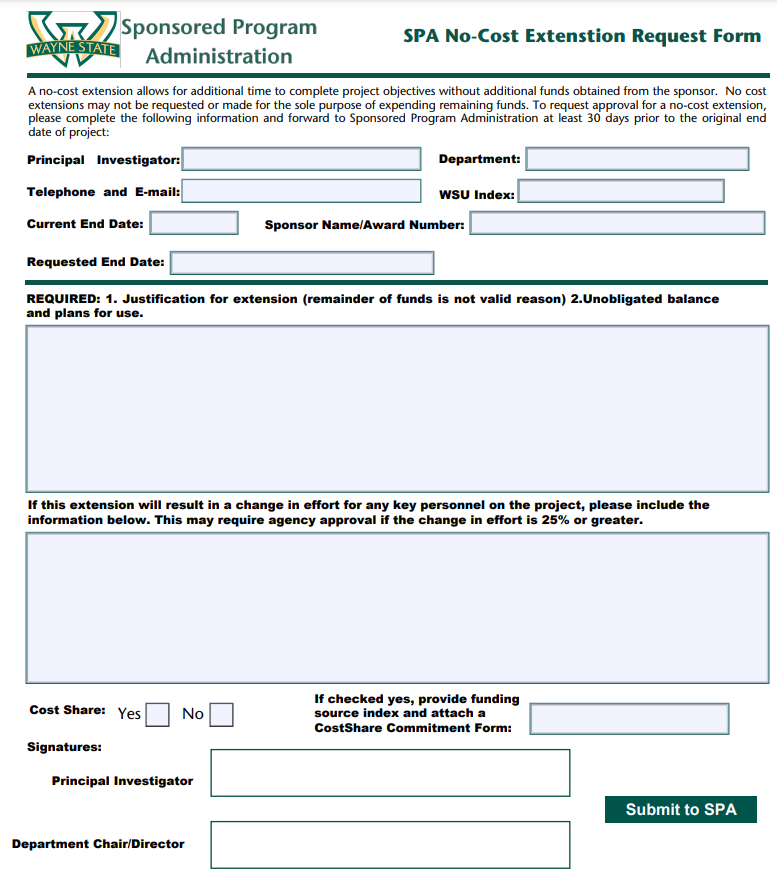 WAYNE STATE
Sponsored Program
Administration
SPA No-Cost Extenstion Request Form
A no-cost extension allows for additional time to complete project objectives without additional funds obtained from the sponsor. No cost
extensions may not be requested or made for the sole purpose of expending remaining funds. To request approval for a no-cost extension,
please complete the following information and forward to Sponsored Program Administration at least 30 days prior to the original end
date of project:
Principal Investigator:
Department:
Telephone and E-mail:
WSU Index:
Current End Date:
Sponsor Name/Award Number:
Requested End Date:
REQUIRED: 1. Justification for extension (remainder of funds is not valid reason) 2.Unobligated balance
and plans for use.
If this extension will result in a change in effort for any key personnel on the project, please include the
information below. This may require agency approval if the change in effort is 25% or greater.
Cost Share: Yes No
If checked yes, provide funding
source index and attach a
CostShare Commitment Form:
Signatures:
Principal Investigator
Submit to SPA
Department Chair/Director